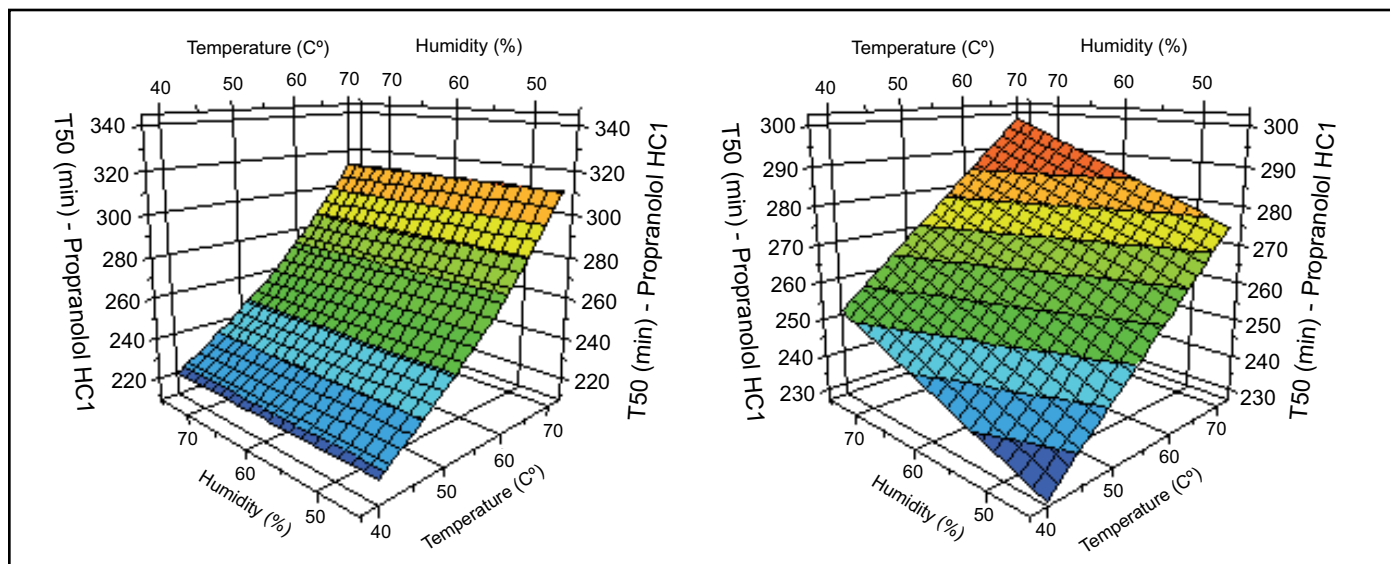 Temperature (Cº) Humidity (%)
40 50 60 70 70 60 50
T50 (min) - Propranolol HC1
340
320
300
280
260
240
220
340
320
300
280
260
240
220
T50 (min) - Propranolol HC1
70 60 50
Humidity (%)
40 50 60 70
Temperature (Cº)
Temperature (Cº) Humidity (%)
40 50 60 70 70 60 50
T50 (min) - Propranolol HC1
300
290
280
270
260
250
240
230
300
290
280
270
260
250
240
230
T50 (min) - Propranolol HC1
70 60 50
Humidity (%)
40 50 60 70
Temperature (Cº)